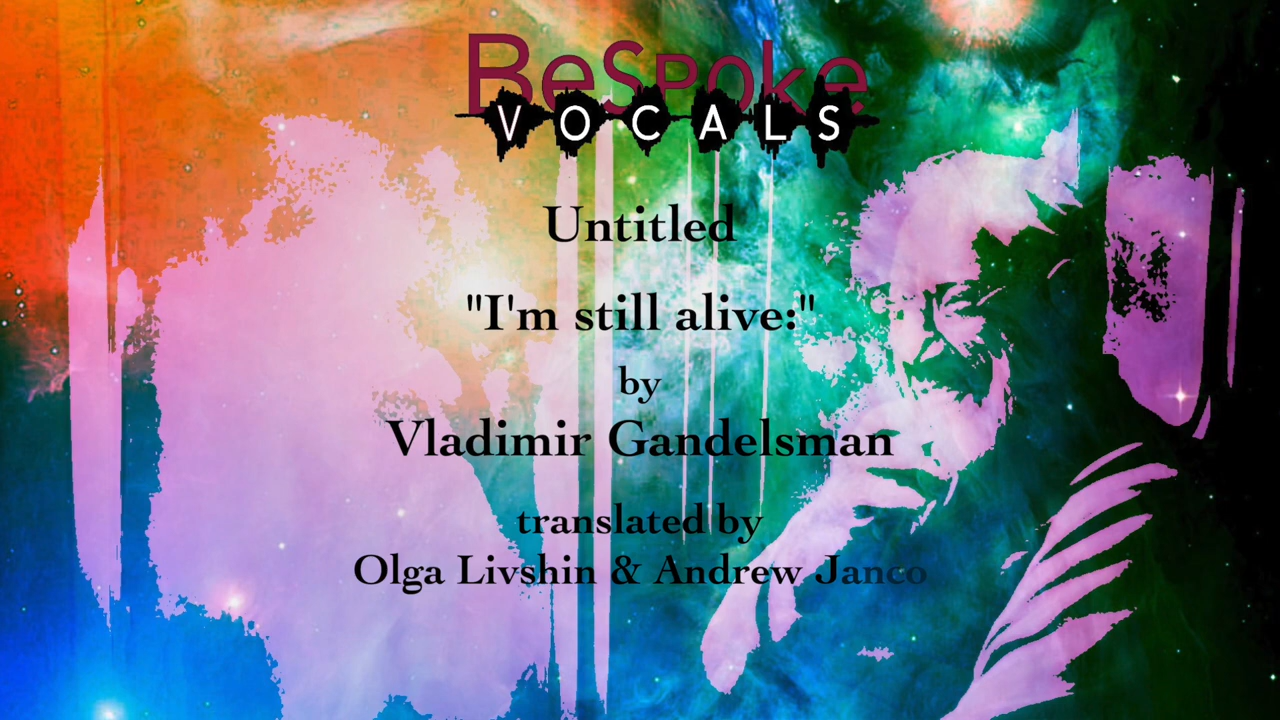 BeSpoke
VOCALS
Untitled
"I'm still alive:"
by
Vladimir Gandelsman
translated by
Olga Livshin & Andrew Janco